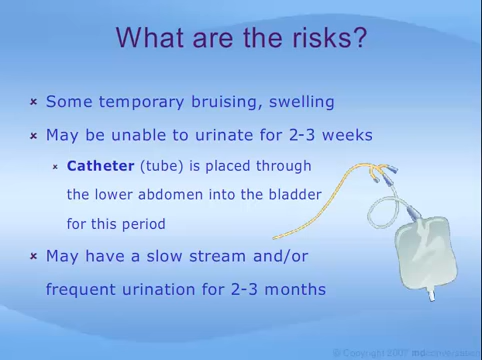 What are the risks?
Some temporary bruising, swelling
May be unable to urinate for 2-3 weeks
Catheter (tube) is placed through
the lower abdomen into the bladder
for this period
May have a slow stream and/or
frequent urination for 2-3 months
© Copyright 2007